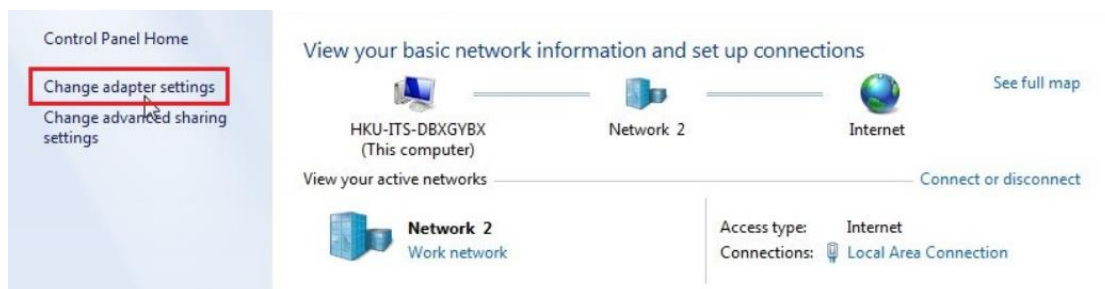 Control Panel Home
Change adapter settings
Change advanced sharing
settings
View your basic network information and set up connections
See full map
HKU-ITS-DBXGYBX
(This computer)
Network 2
Internet
View your active networks
Connect or disconnect
Network 2
Work network
Access type: Internet
Connections: Local Area Connection